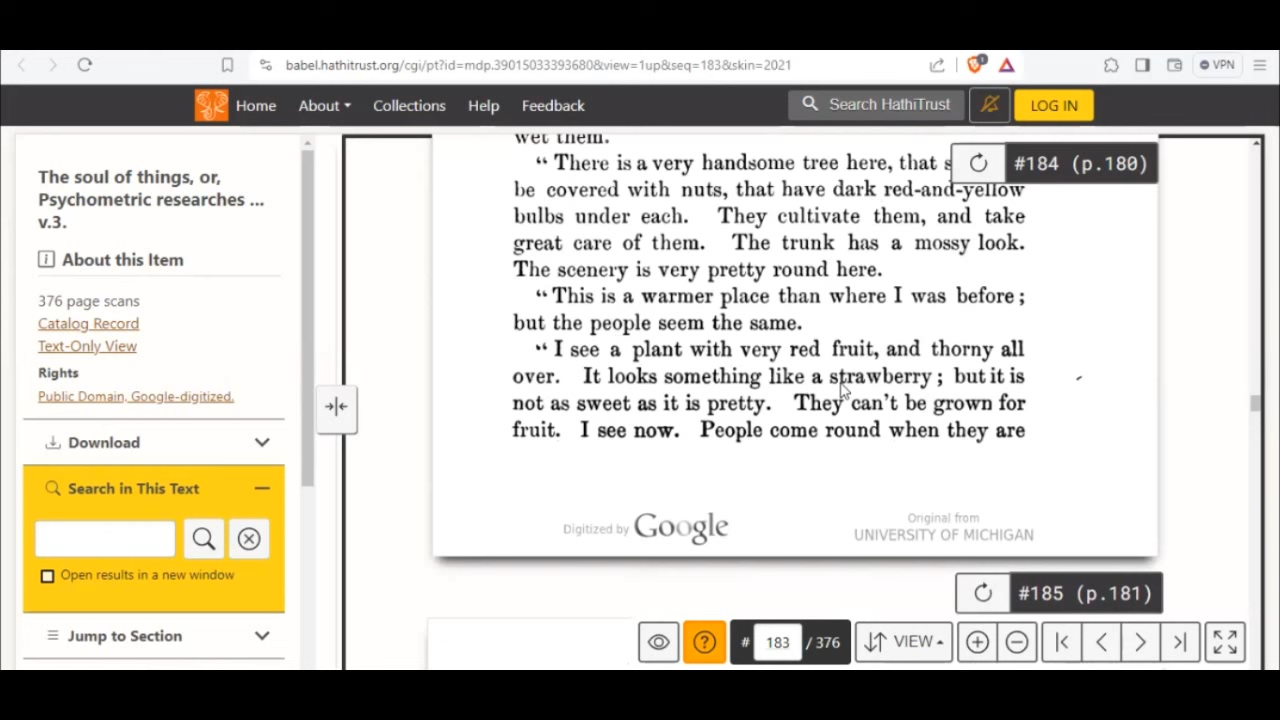 babel.hathitrust.org/cgi/pt?id=mdp.39015033393680&view=1up&seq=183&skin=2021
1
VPN
Home
About
Collections
Help
Feedback
Search HathiTrust
LOG IN
The soul of things, or,
Psychometric researches ...
v.3.
About this Item
376 page scans
Catalog Record
Text-Only View
Rights
Public Domain, Google-digitized.
Download
Search in This Text
Open results in a new window
Jump to Section
wet them.
#184 (p.180)
“ There is a very handsome tree here, that
be covered with nuts, that have dark red-and-yellow
bulbs under each. They cultivate them, and take
great care of them. The trunk has a mossy look.
The scenery is very pretty round here.
“ This is a warmer place than where I was before ;
but the people seem the same.
“ I see a plant with very red fruit, and thorny all
over. It looks something like a strawberry ; but it is
not as sweet as it is pretty. They can’t be grown for
fruit. I see now. People come round when they are
Digitized by Google
Original from
UNIVERSITY OF MICHIGAN
#185 (p.181)
# 183 / 376
VIEW